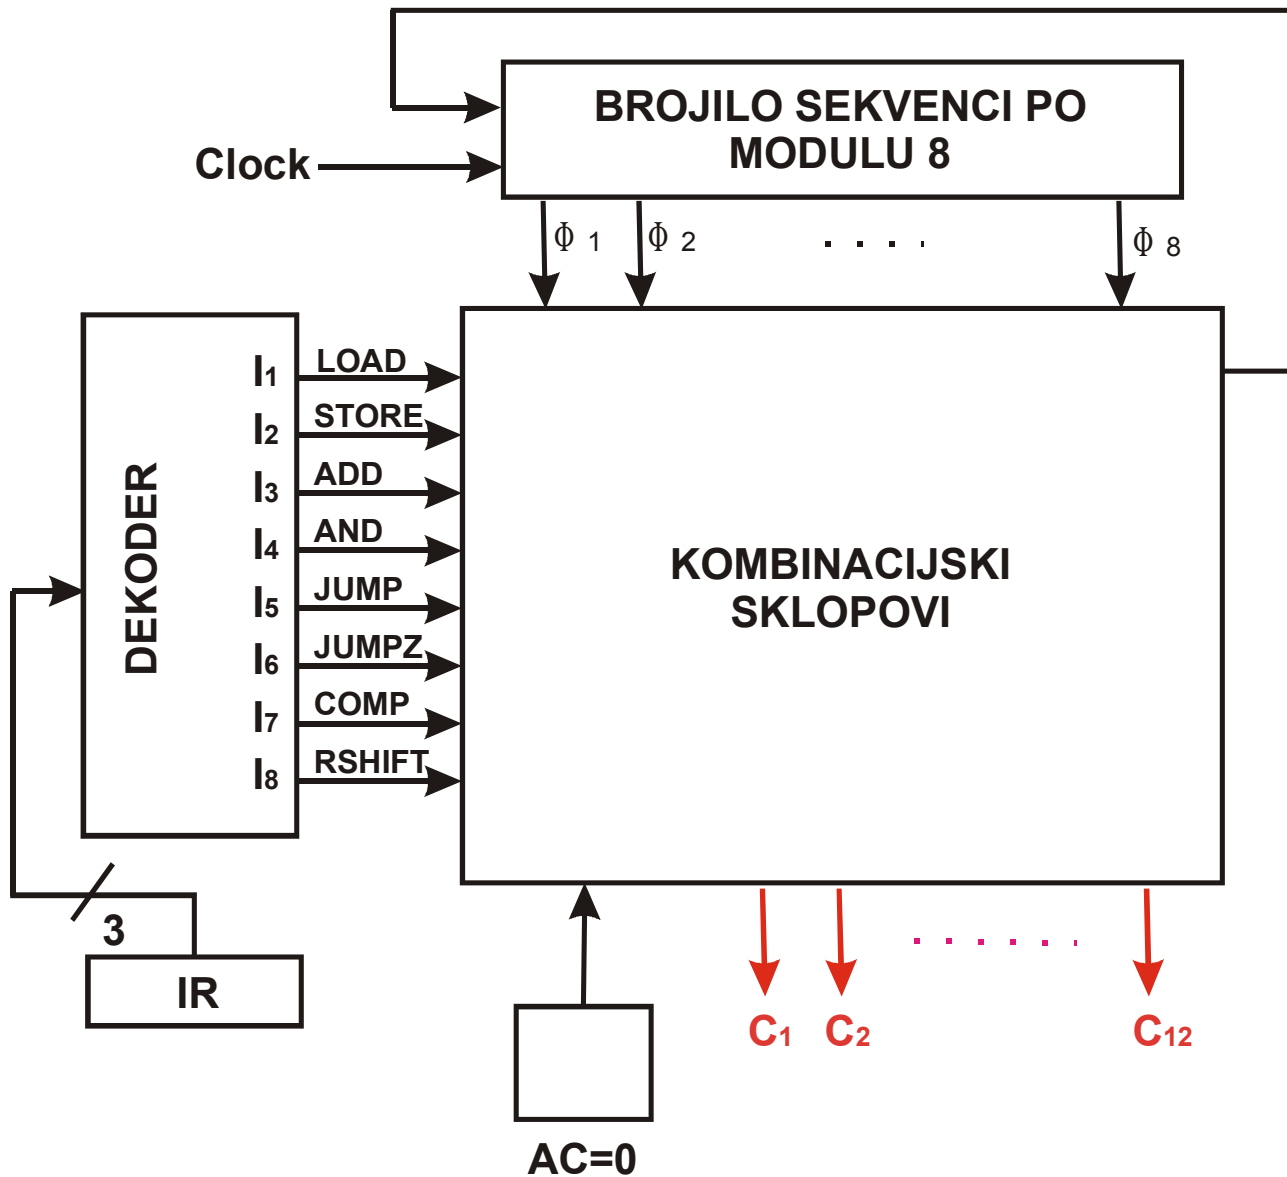 BROJILO SEKVENCI PO
MODULU 8
Clock
Φ 1
Φ 2
Φ 8
DEKODER
I1
LOAD
I2
STORE
I3
ADD
I4
AND
I5
JUMP
I6
JUMPZ
I7
COMP
I8
RSHIFT
KOMBINACIJSKI
SKLOPOVI
3
IR
C1
C2
C12
AC=0